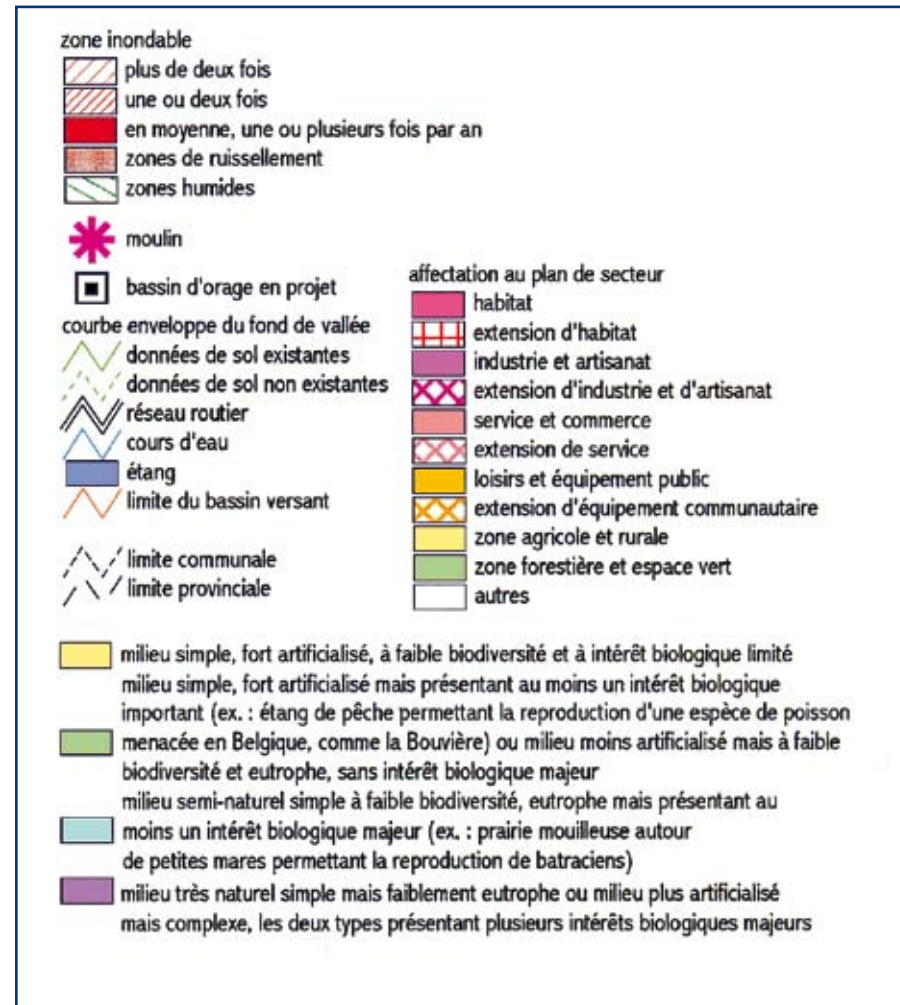 zone inondable
plus de deux fois
une ou deux fois
en moyenne, une ou plusieurs fois par an
zones de ruissellement
zones humides
moulin
bassin d'orage en projet
courbe enveloppe du fond de vallée
données de sol existantes
données de sol non existantes
réseau routier
cours d'eau
étang
limite du bassin versant
limite communale
limite provinciale
affectation au plan de secteur
habitat
extension d'habitat
industrie et artisanat
extension d'industrie et d'artisanat
service et commerce
extension de service
loisirs et équipement public
extension d'équipement communautaire
zone agricole et rurale
zone forestière et espace vert
autres
milieu simple, fort artificialisé, à faible biodiversité et à intérêt biologique limité
milieu simple, fort artificialisé mais présentant au moins un intérêt biologique
important (ex. : étang de pêche permettant la reproduction d'une espèce de poisson
menacée en Belgique, comme la Bouvière) ou milieu moins artificialisé mais à faible
biodiversité et eutrophe, sans intérêt biologique majeur
milieu semi-naturel simple à faible biodiversité, eutrophe mais présentant au
moins un intérêt biologique majeur (ex. : prairie mouilleuse autour
de petites mares permettant la reproduction de batraciens)
milieu très naturel simple mais faiblement eutrophe ou milieu plus artificialisé
mais complexe, les deux types présentant plusieurs intérêts biologiques majeurs